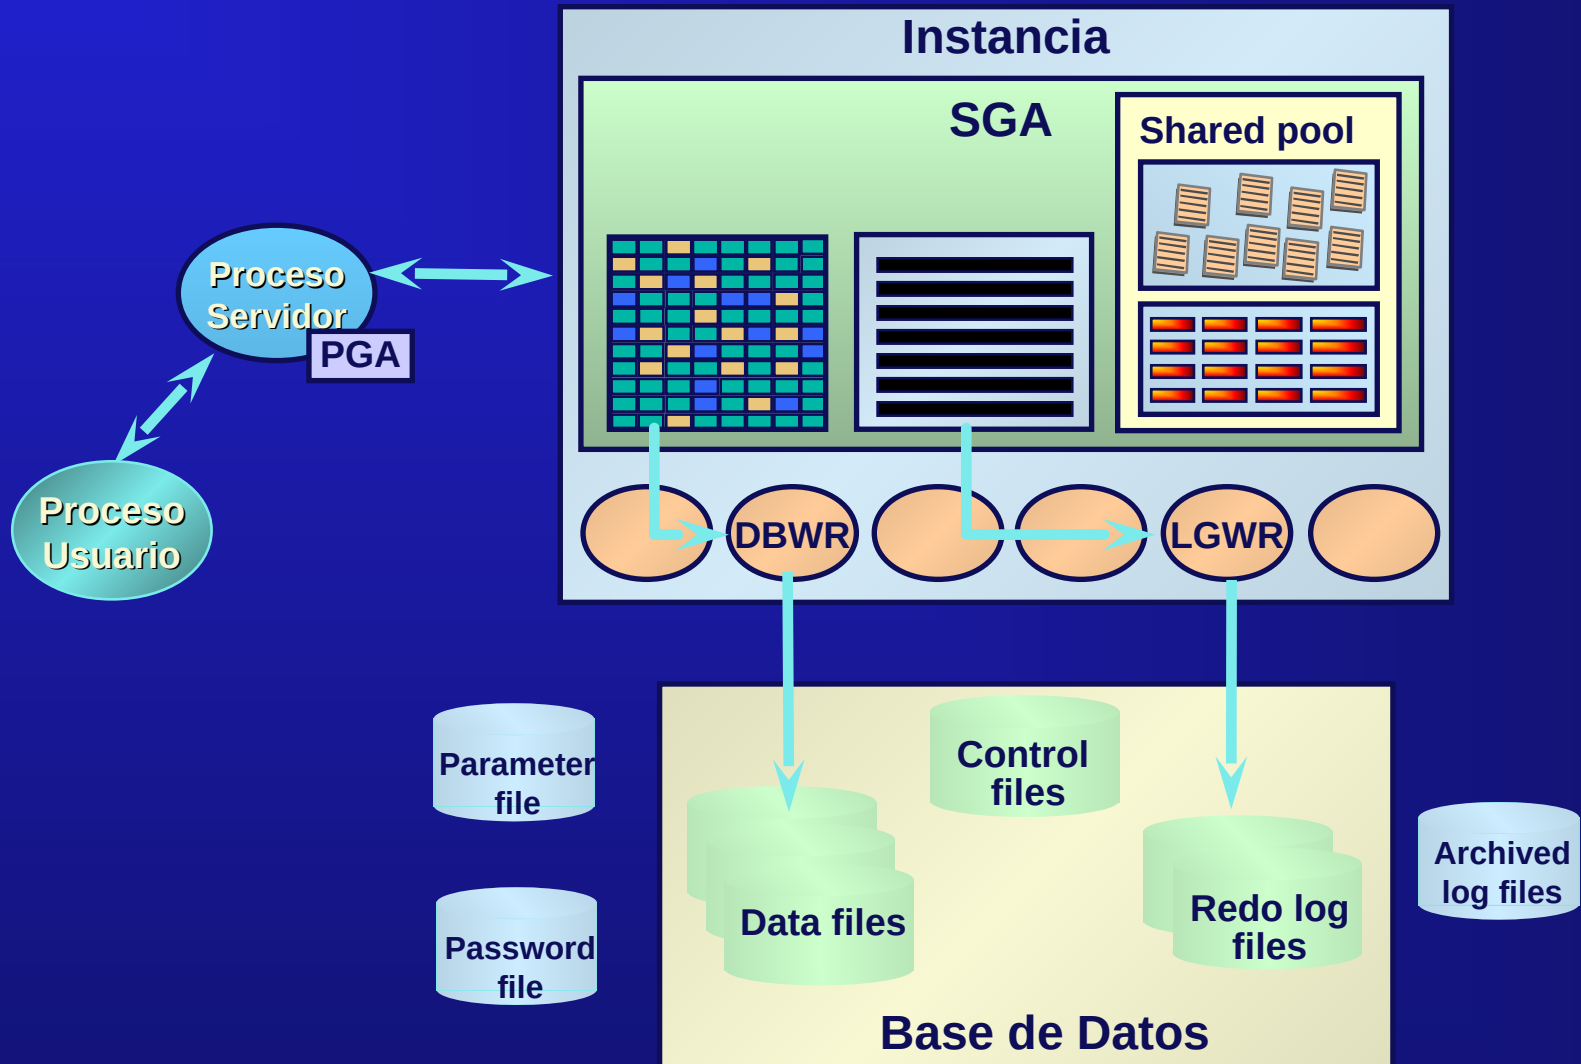 Instancia
SGA
Shared pool
Proceso
Servidor
PGA
Proceso
Usuario
DBWR
LGWR
Parameter
file
Control
files
Archived
log files
Data files
Redo log
files
Password
file
Base de Datos